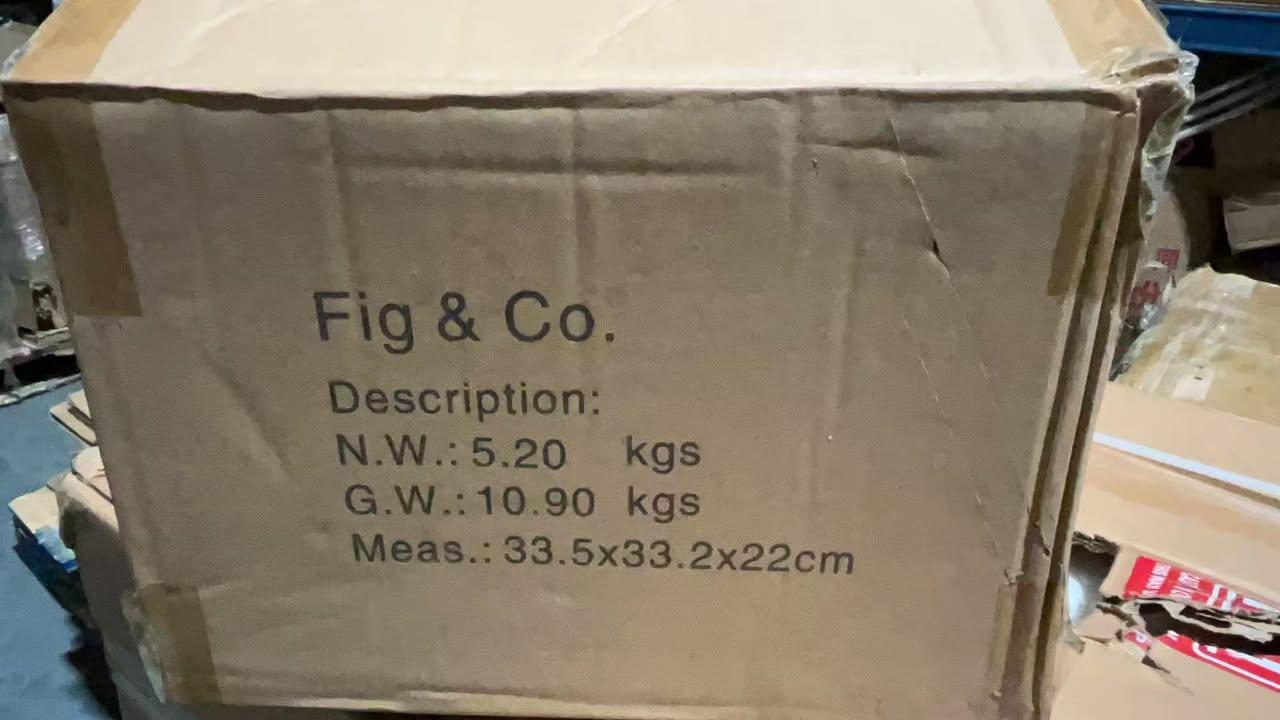 Fig & Co.
Description:
N.W.: 5.20 kgs
G.W.: 10.90 kgs
Meas.: 33.5x33.2x22cm